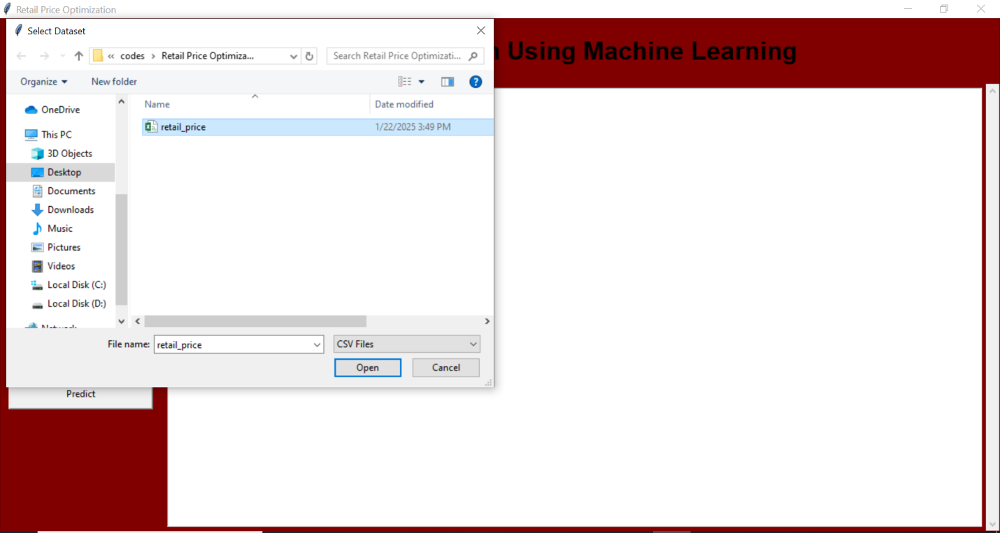 Retail Price Optimization
Select Dataset
« codes › Retail Price Optimiza...
Search Retail Price Optimizati...
Using Machine Learning
Organize
New folder
?
Name
Date modified
OneDrive
retail_price
1/22/2025 3:49 PM
This PC
3D Objects
Desktop
Documents
Downloads
Music
Pictures
Videos
Local Disk (C:)
Local Disk (D:)
Network
File name:
retail_price
CSV Files
Open
Cancel
Predict